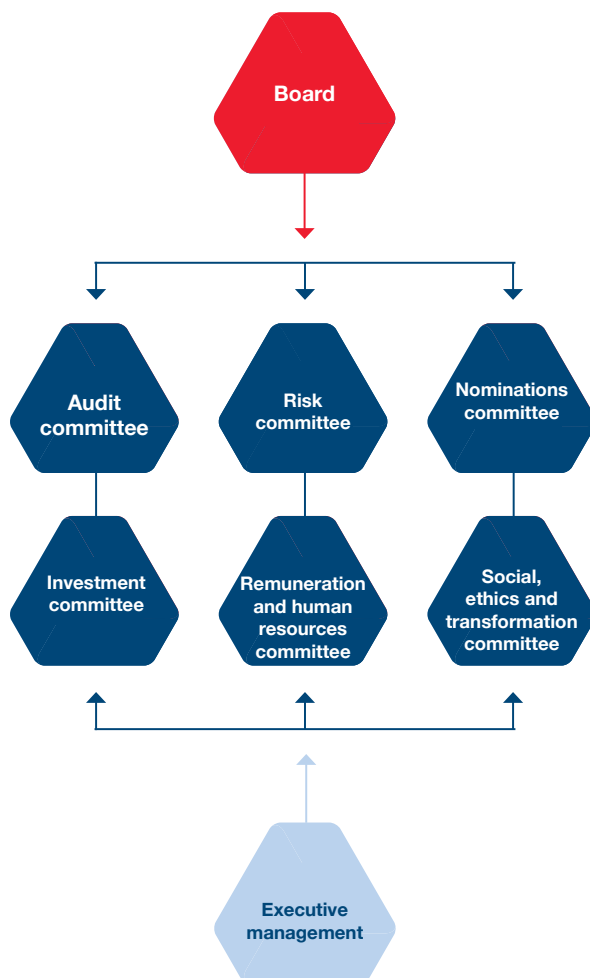 Board
Audit
committee
Risk
committee
Nominations
committee
Investment
committee
Remuneration
and human
resources
committee
Social,
ethics and
transformation
committee
Executive
management